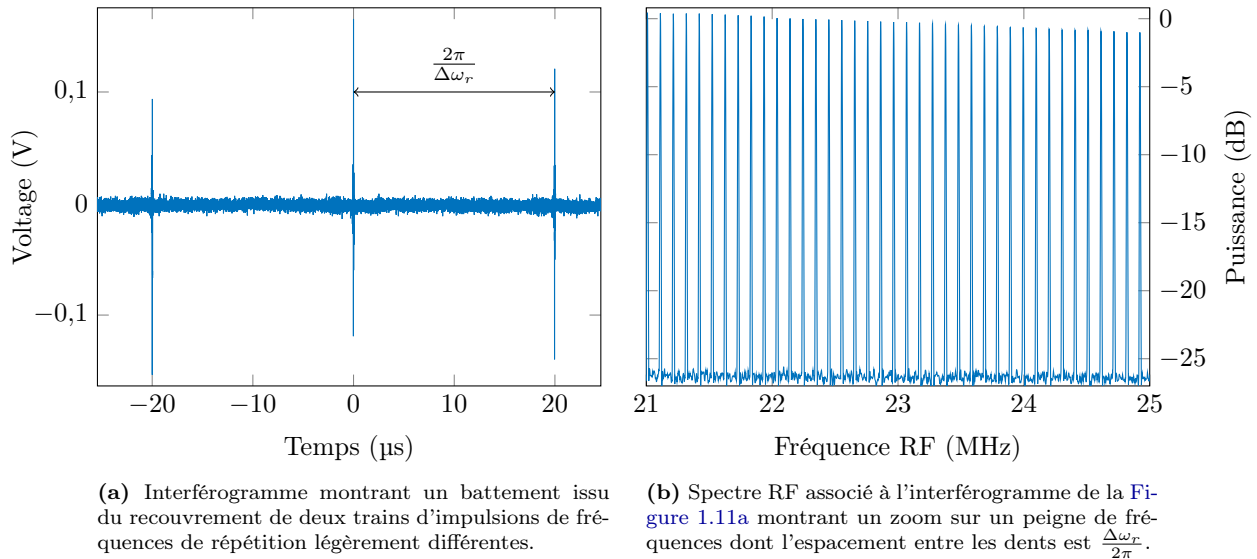 0,1
0
−0,1
Voltage (V)
2π/Δω_r
−20 −10 0 10 20
Temps (µs)
0
−5
−10
−15
−20
−25
Puissance (dB)
21 22 23 24 25
Fréquence RF (MHz)
(a) Interférogramme montrant un battement issu
du recouvrement de deux trains d'impulsions de fré-
quences de répétition légèrement différentes.
(b) Spectre RF associé à l'interférogramme de la Fi-
gure 1.11a montrant un zoom sur un peigne de fré-
quences dont l'espacement entre les dents est Δω_r/2π.